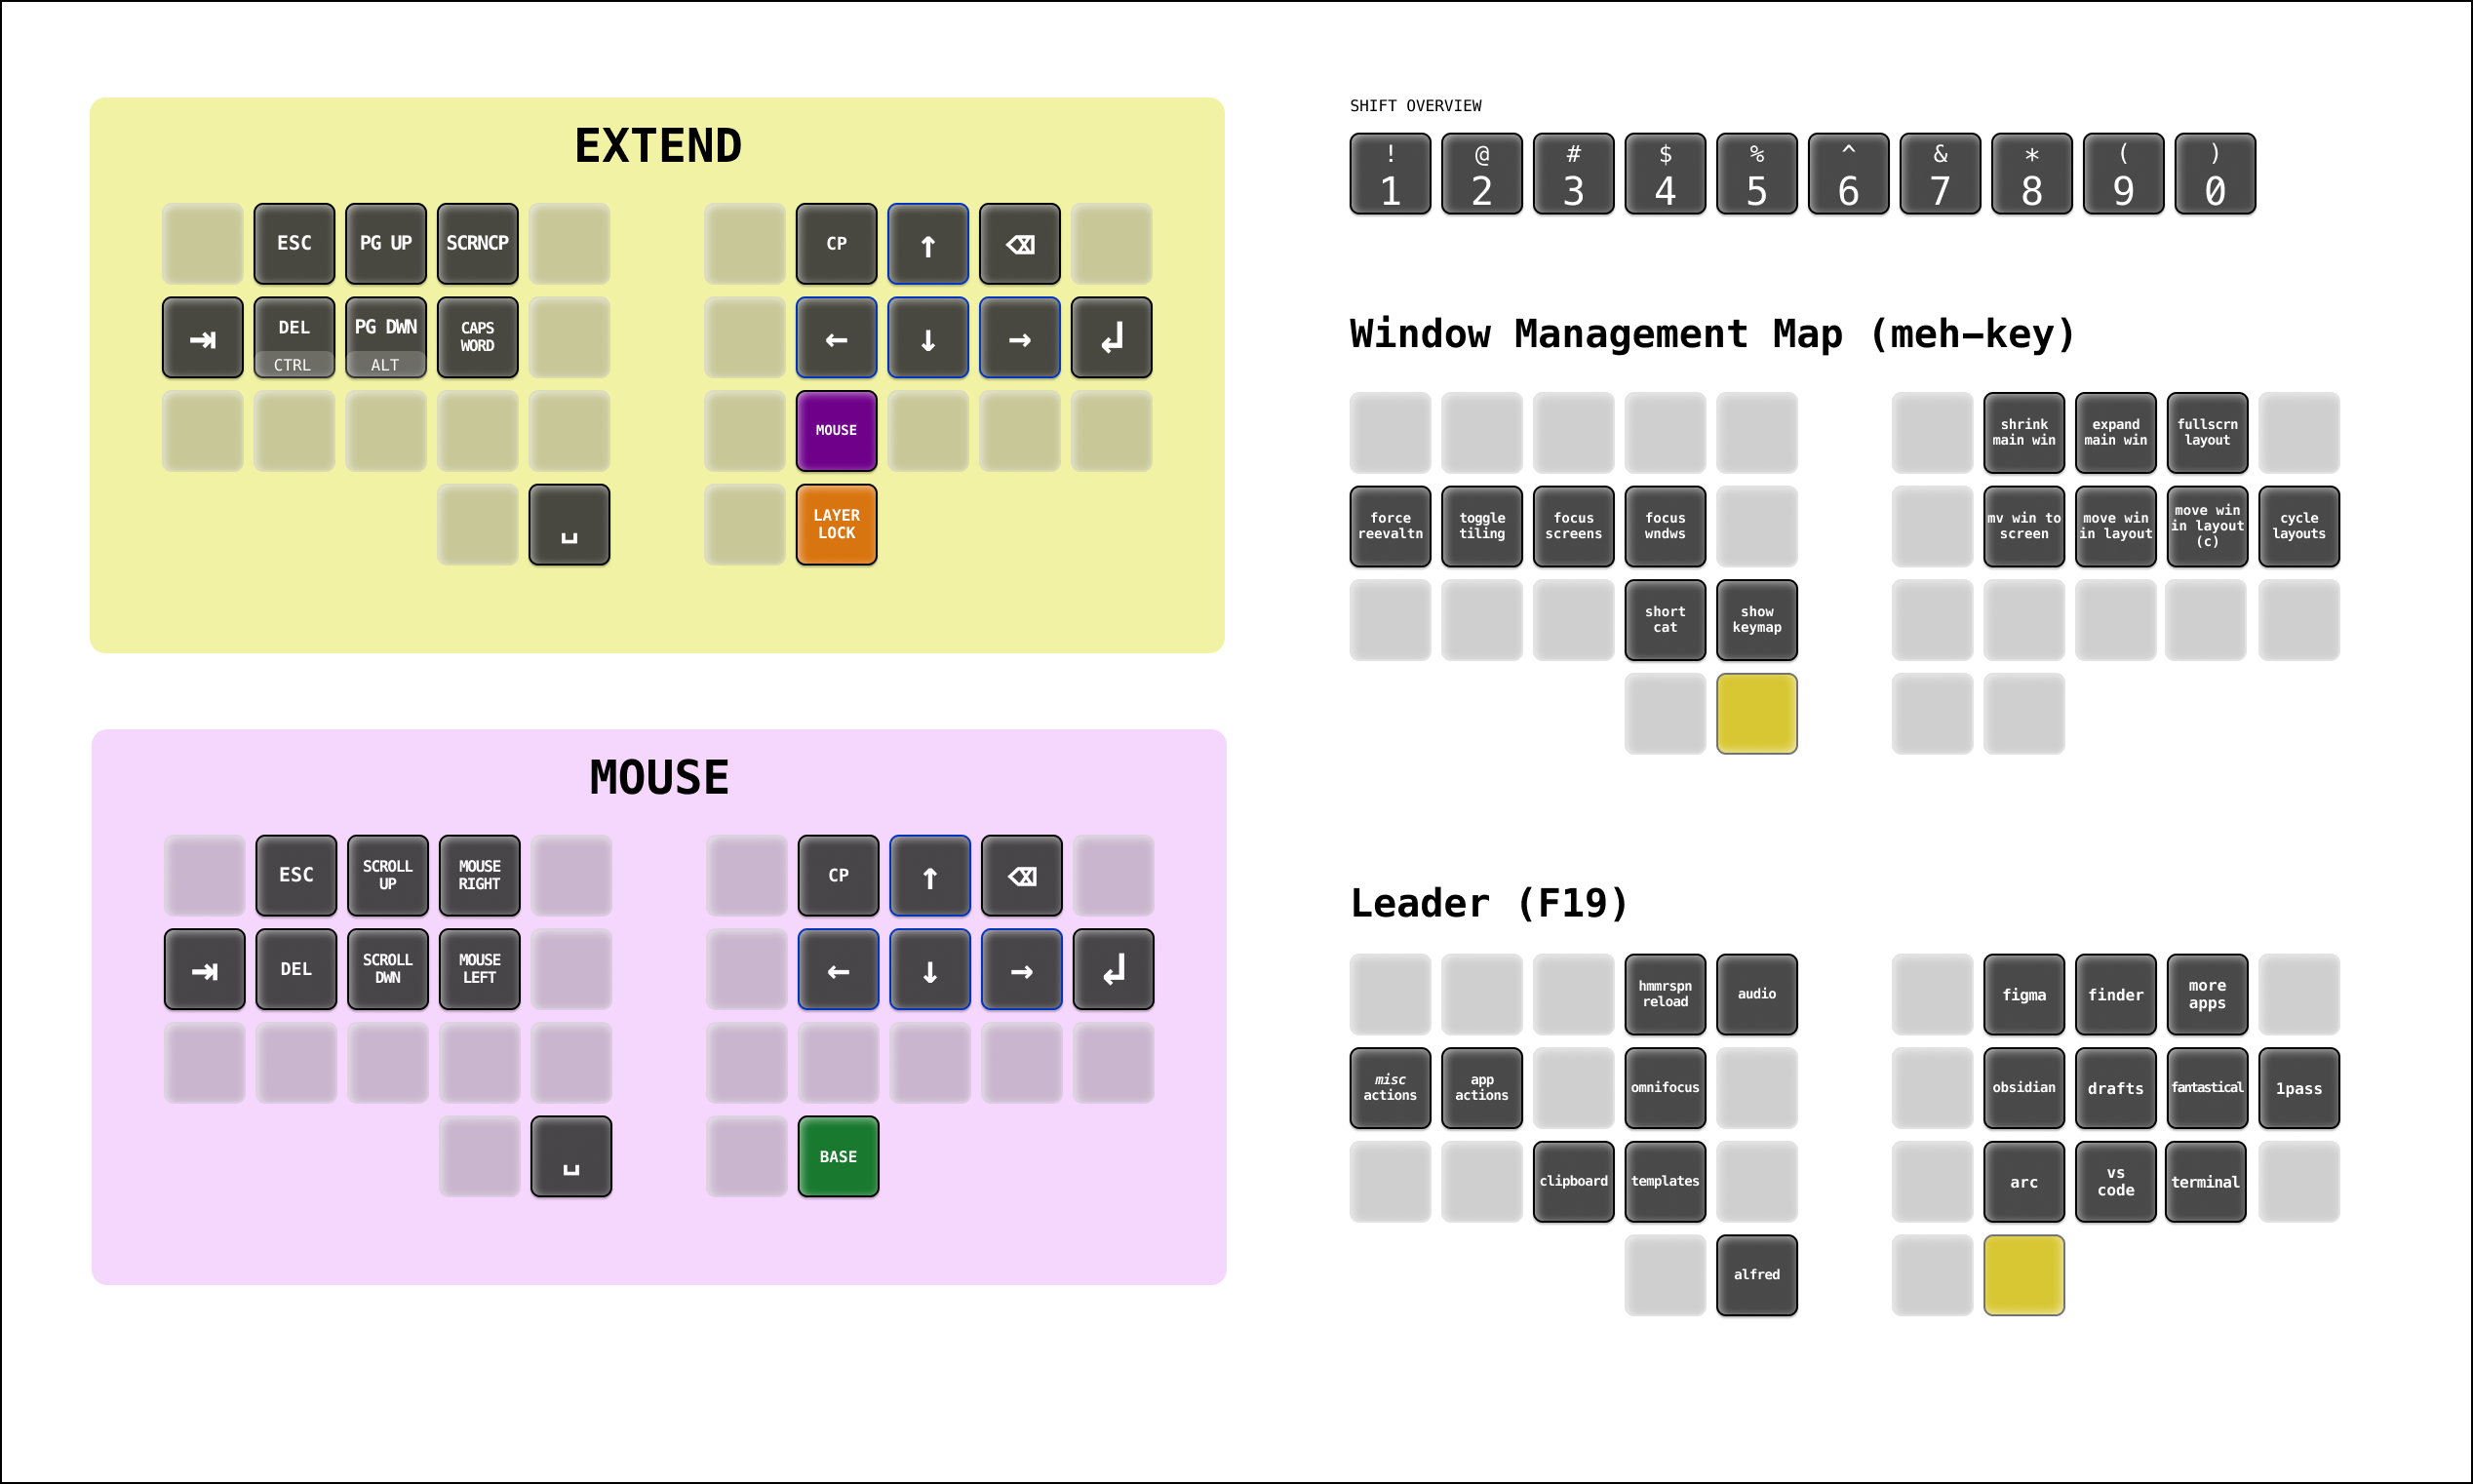 EXTEND
ESC PG UP SCRNCP CP ↑ ⌫
⇥ DEL PG DWN CAPS
WORD ← ↓ → ↲
CTRL ALT
MOUSE
␣ LAYER
LOCK
MOUSE
ESC SCROLL
UP MOUSE
RIGHT CP ↑ ⌫
⇥ DEL SCROLL
DWN MOUSE
LEFT ← ↓ → ↲
␣ BASE
SHIFT OVERVIEW
! @ # $ % ^ & * ( )
1 2 3 4 5 6 7 8 9 0
Window Management Map (meh–key)
shrink
main win
expand
main win
fullscrn
layout
force
reevaltn
toggle
tiling
focus
screens
focus
wndws
mv win to
screen
move win
in layout
move win
in layout
(c)
cycle
layouts
short
cat
show
keymap
Leader (F19)
hmmrspn
reload
audio
figma
finder
more
apps
misc
actions
app
actions
omnifocus
obsidian
drafts
fantastical
1pass
clipboard
templates
arc
vs
code
terminal
alfred